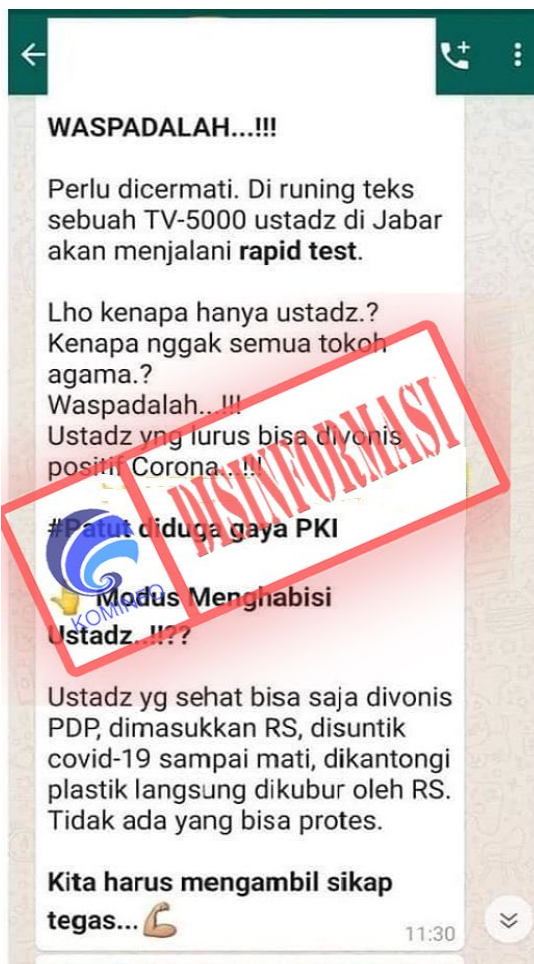 WASPADALAH...!!!
Perlu dicermati. Di runing teks
sebuah TV-5000 ustadz di Jabar
akan menjalani rapid test.
Lho kenapa hanya ustadz.?
Kenapa nggak semua tokoh
agama.?
Waspadalah...!!!
Ustadz yng lurus bisa divonis
positif Corona...!!!
DISINFORMASI
#Patut diduga gaya PKI
👆 Modus Menghabisi
KOMINFO
Ustadz..!!??
Ustadz yg sehat bisa saja divonis
PDP, dimasukkan RS, disuntik
covid-19 sampai mati, dikantongi
plastik langsung dikubur oleh RS.
Tidak ada yang bisa protes.
Kita harus mengambil sikap
tegas... 💪
11:30